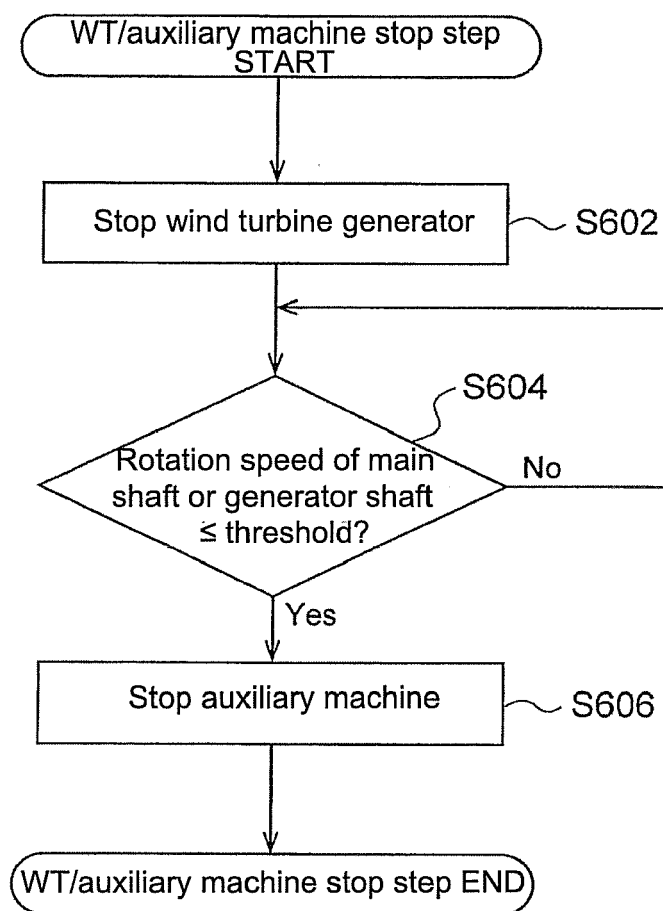 WT/auxiliary machine stop step
START
Stop wind turbine generator
S602
S604
Rotation speed of main
shaft or generator shaft
≤ threshold?
No
Yes
Stop auxiliary machine
S606
WT/auxiliary machine stop step END